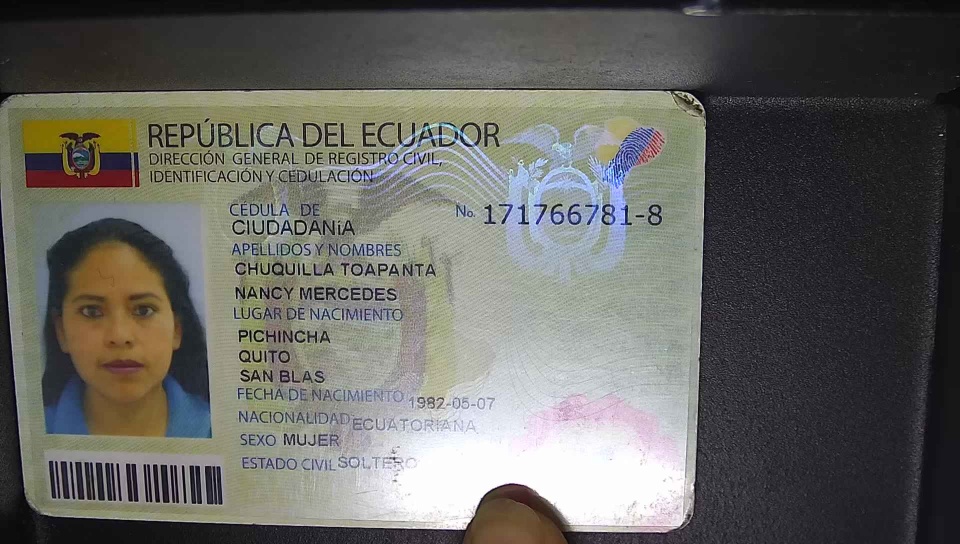 REPÚBLICA DEL ECUADOR
DIRECCIÓN GENERAL DE REGISTRO CIVIL,
IDENTIFICACIÓN Y CEDULACIÓN
CÉDULA DE No. 171766781-8
CIUDADANíA
APELLIDOS Y NOMBRES
CHUQUILLA TOAPANTA
NANCY MERCEDES
LUGAR DE NACIMIENTO
PICHINCHA
QUITO
SAN BLAS
FECHA DE NACIMIENTO 1982-05-07
NACIONALIDAD ECUATORIANA
SEXO MUJER
ESTADO CIVIL SOLTERO